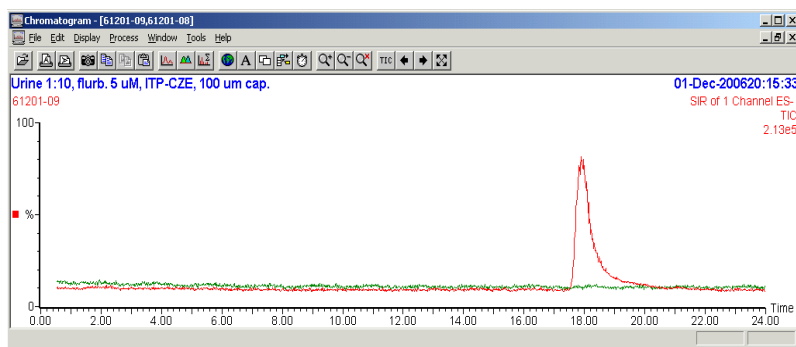 Chromatogram - [61201-09,61201-08]
File Edit Display Process Window Tools Help
TIC
Urine 1:10, flurb. 5 uM, ITP-CZE, 100 um cap.
01-Dec-200620:15:33
61201-09
SIR of 1 Channel ES-
TIC
2.13e5
100
%
0
0.00 2.00 4.00 6.00 8.00 10.00 12.00 14.00 16.00 18.00 20.00 22.00 24.00
Time